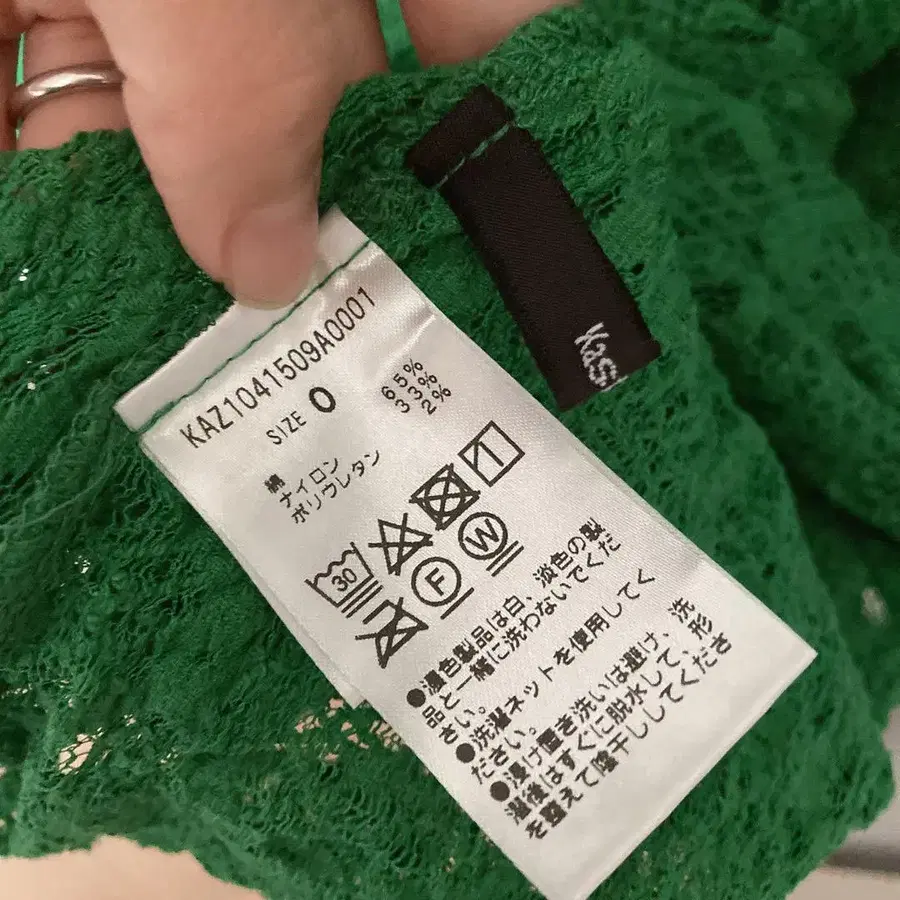 KAZ1041509A0001
SIZE 0
綿 65%
ナイロン 33%
ポリウレタン 2%
30
F W
●濃色製品は白、淡色の製
品と一緒に洗わないでくだ
さい。
●洗濯ネットを使用してく
ださい。
●浸け置き洗いは避け、洗
濯後はすぐに脱水して、形
を整えて陰干ししてくださ
Kas